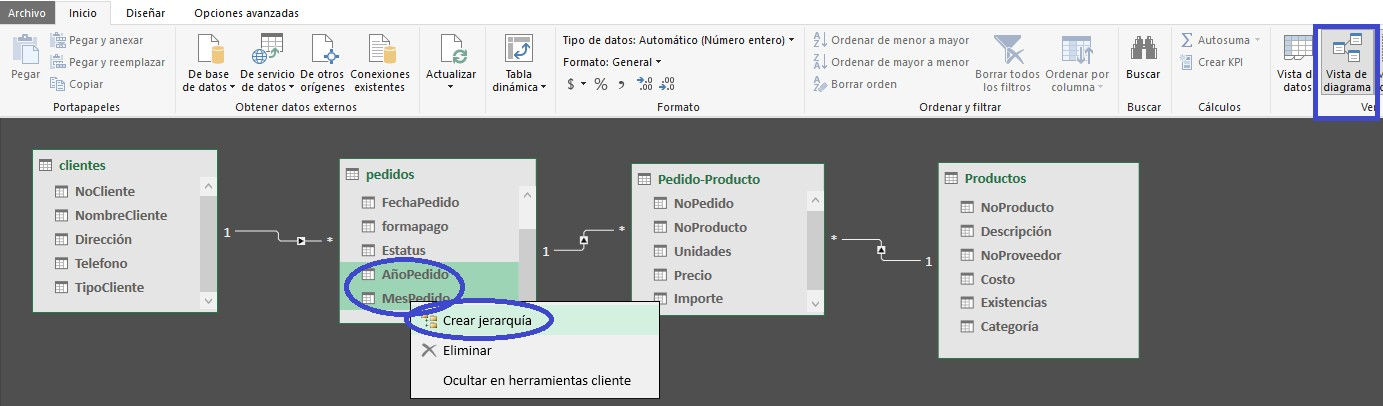 Archivo Inicio Diseñar Opciones avanzadas
Pegar
Pegar y anexar
Pegar y reemplazar
Copiar
Portapapeles
De base
de datos
De servicio
de datos
De otros
orígenes
Conexiones
existentes
Obtener datos externos
Actualizar
Tabla
dinámica
Tipo de datos: Automático (Número entero)
Formato: General
$ % , .00 .00
Formato
Ordenar de menor a mayor
Ordenar de mayor a menor
Borrar orden
Borrar todos
los filtros
Ordenar por
columna
Ordenar y filtrar
Buscar
Buscar
Autosuma
Crear KPI
Cálculos
Vista de
datos
Vista de
diagrama
Ver
clientes
NoCliente
NombreCliente
Dirección
Telefono
TipoCliente
1
*
pedidos
FechaPedido
formapago
Estatus
AñoPedido
MesPedido
1
*
Pedido-Producto
NoPedido
NoProducto
Unidades
Precio
Importe
*
1
Productos
NoProducto
Descripción
NoProveedor
Costo
Existencias
Categoría
Crear jerarquía
Eliminar
Ocultar en herramientas cliente